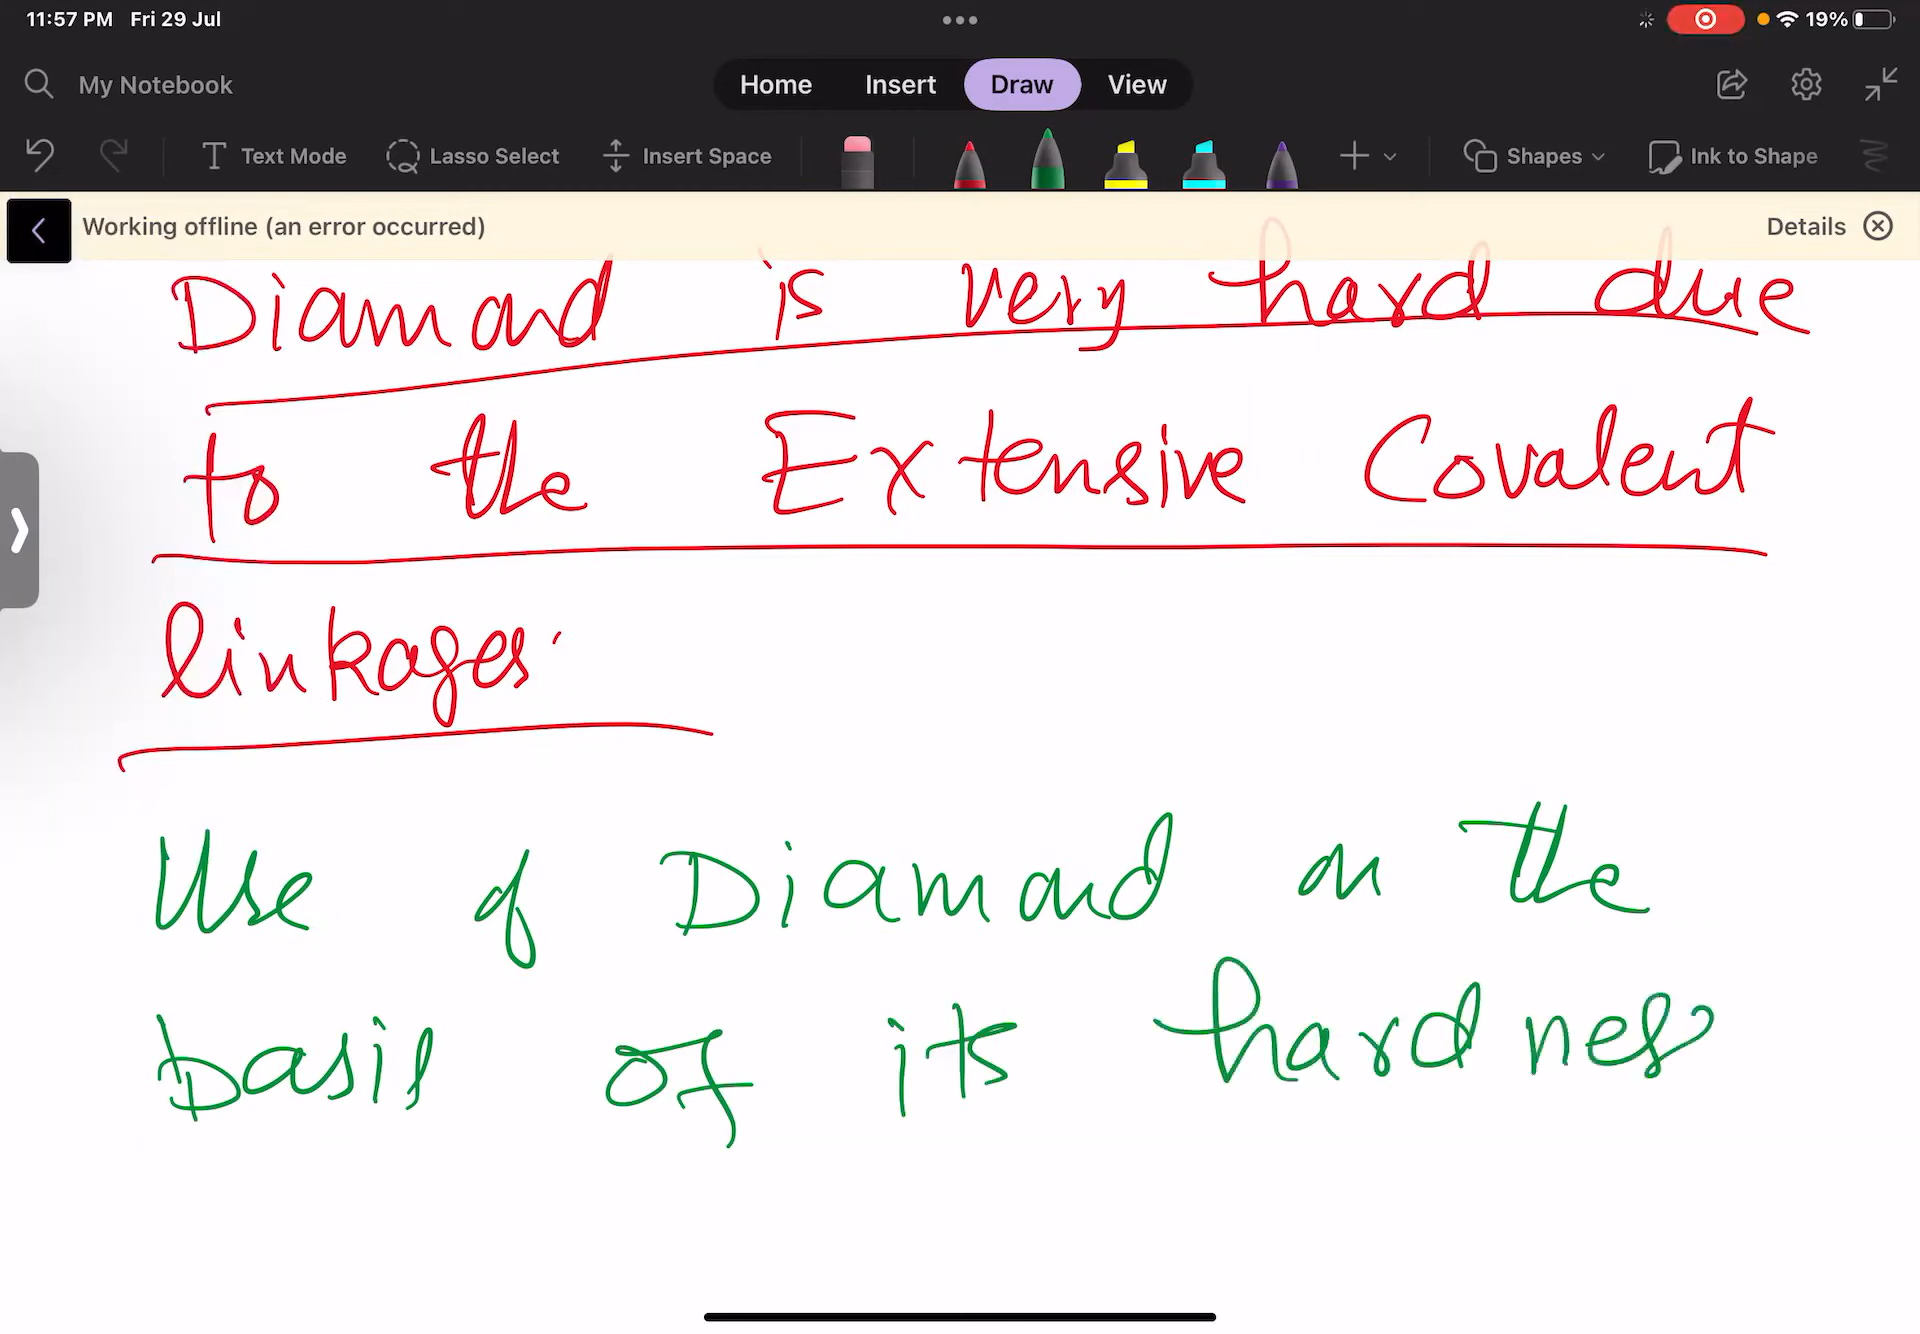 11:57 PM Fri 29 Jul 19%
My Notebook Home Insert Draw View
Text Mode Lasso Select Insert Space Shapes Ink to Shape
Working offline (an error occurred) Details
Diamond is very hard due
to the Extensive Covalent
linkages.
Use of Diamond on the
basis of its hardness